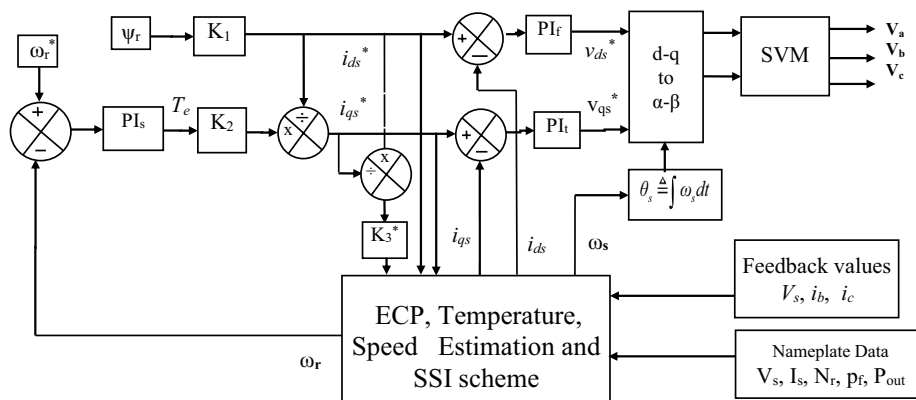 ωr*
ψr
K1
ids*
+
−
PIf
vds*
d-q
to
α-β
SVM
Va
Vb
Vc
+
−
PIs
Te
K2
x
÷
iqs*
+
−
PIt
vqs*
x
÷
K3*
θs ≜ ∫ ωs dt
iqs
ids
ωs
ωr
ECP, Temperature,
Speed Estimation and
SSI scheme
Feedback values
Vs, ib, ic
Nameplate Data
Vs, Is, Nr, pf, Pout